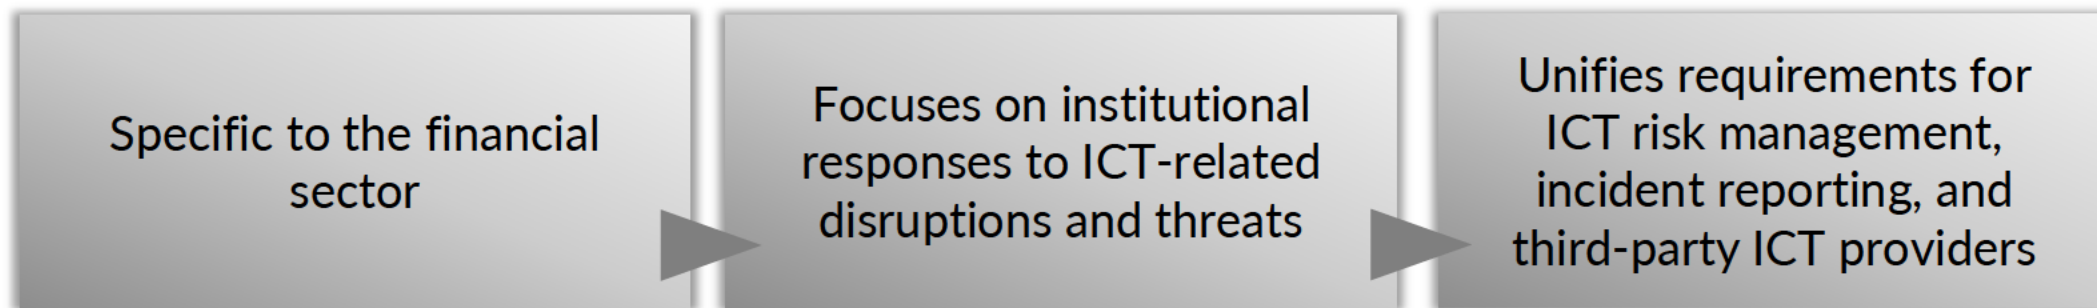 Specific to the financial
sector
Focuses on institutional
responses to ICT-related
disruptions and threats
Unifies requirements for
ICT risk management,
incident reporting, and
third-party ICT providers